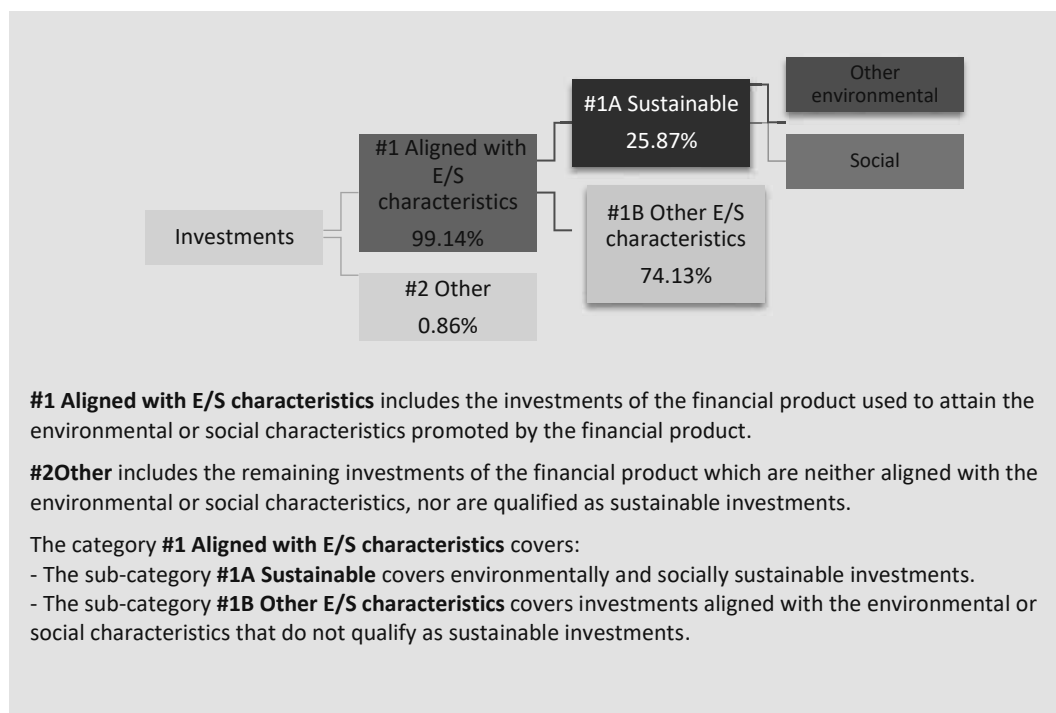 Investments
#1 Aligned with
E/S
characteristics
99.14%
#2 Other
0.86%
#1A Sustainable
25.87%
#1B Other E/S
characteristics
74.13%
Other
environmental
Social
#1 Aligned with E/S characteristics includes the investments of the financial product used to attain the
environmental or social characteristics promoted by the financial product.
#2Other includes the remaining investments of the financial product which are neither aligned with the
environmental or social characteristics, nor are qualified as sustainable investments.
The category #1 Aligned with E/S characteristics covers:
- The sub-category #1A Sustainable covers environmentally and socially sustainable investments.
- The sub-category #1B Other E/S characteristics covers investments aligned with the environmental or
social characteristics that do not qualify as sustainable investments.